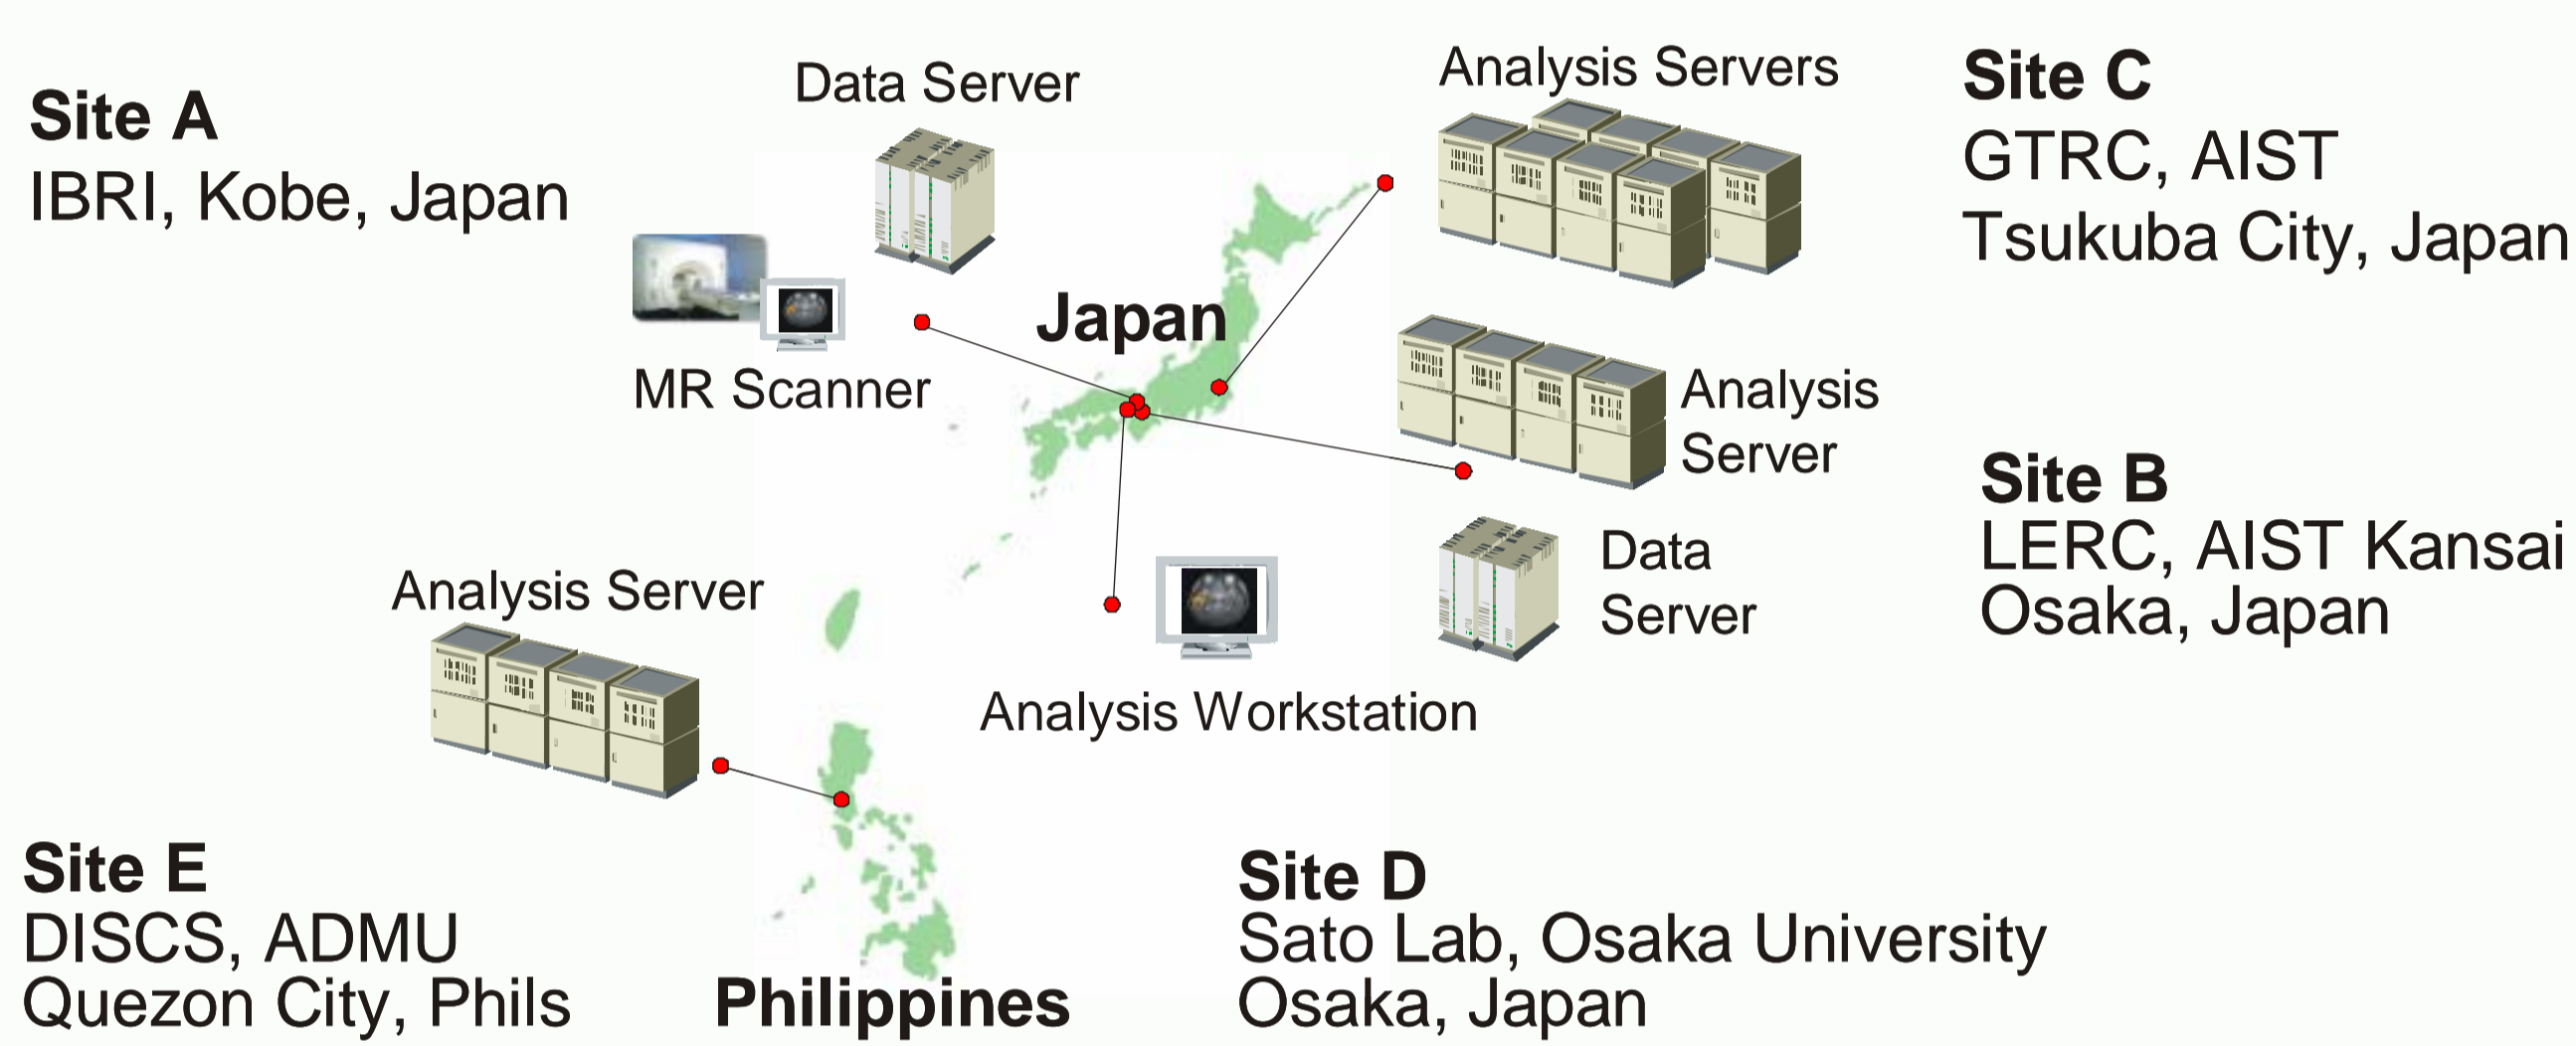 Site A
IBRI, Kobe, Japan
Data Server
MR Scanner
Japan
Analysis Servers
Site C
GTRC, AIST
Tsukuba City, Japan
Analysis
Server
Data
Server
Site B
LERC, AIST Kansai
Osaka, Japan
Analysis Server
Analysis Workstation
Site E
DISCS, ADMU
Quezon City, Phils
Philippines
Site D
Sato Lab, Osaka University
Osaka, Japan